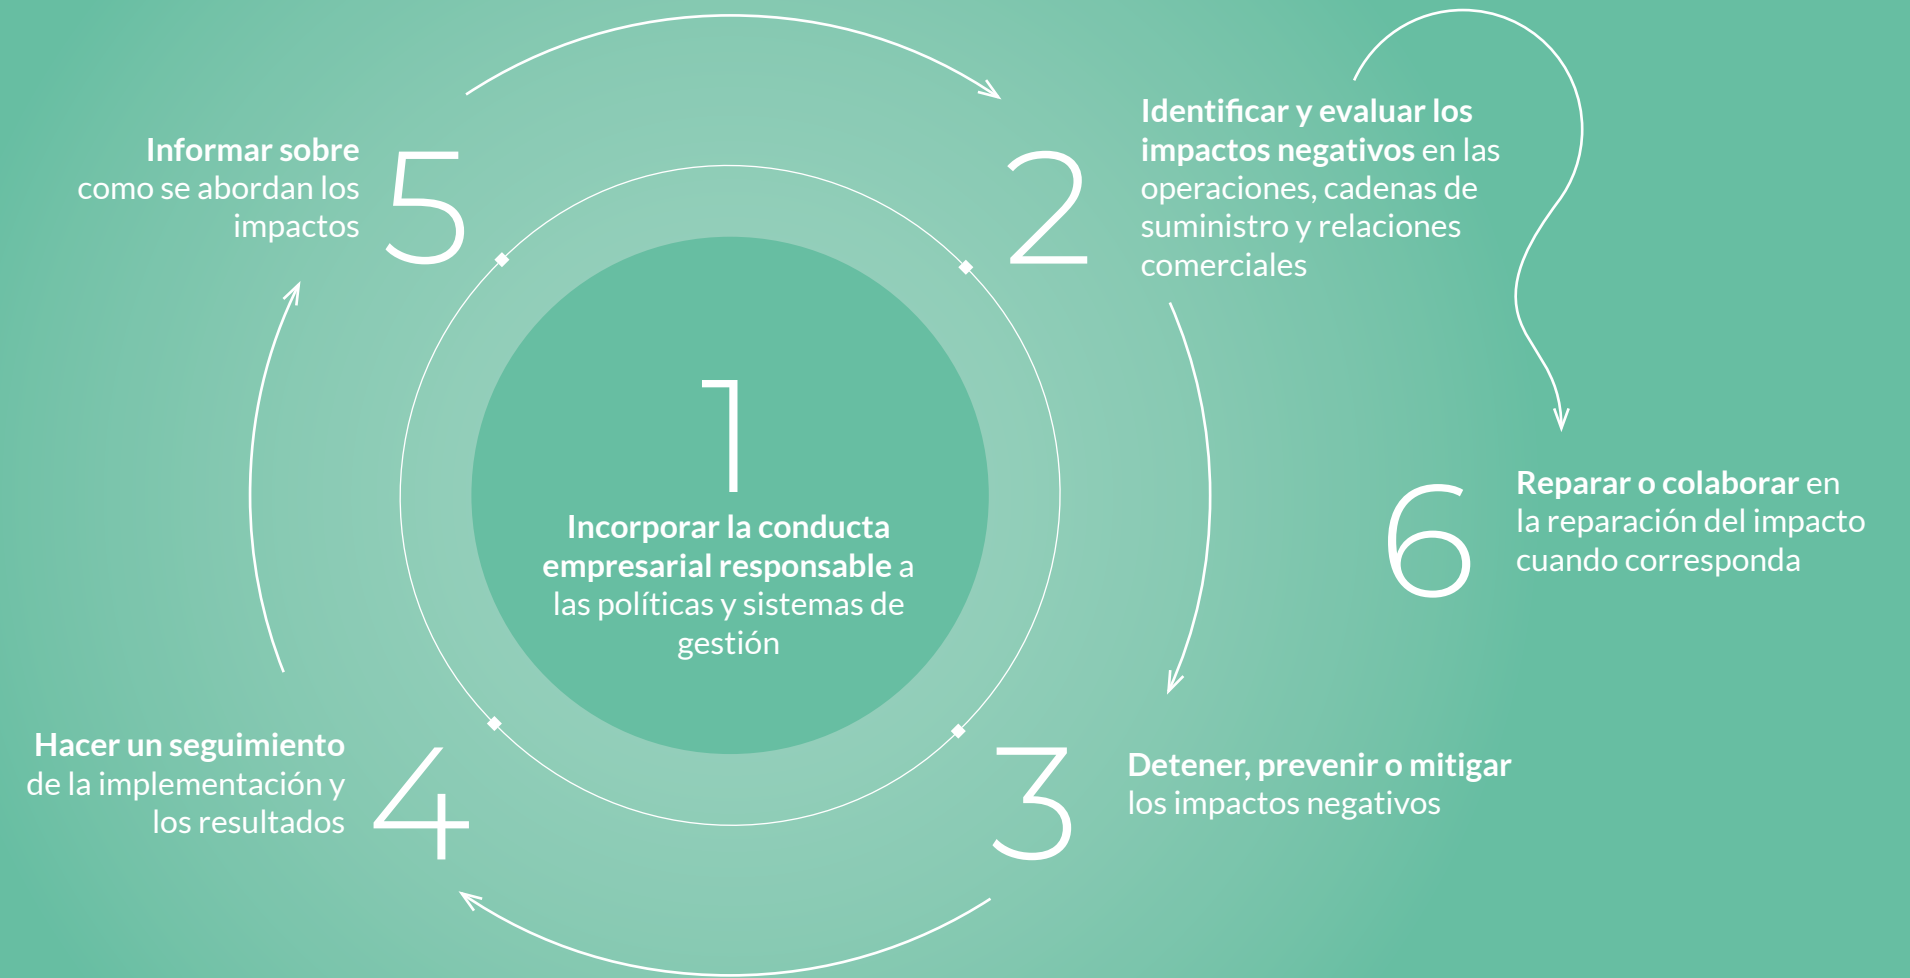 1
Incorporar la conducta
empresarial responsable a
las políticas y sistemas de
gestión
2
Identificar y evaluar los
impactos negativos en las
operaciones, cadenas de
suministro y relaciones
comerciales
3
Detener, prevenir o mitigar
los impactos negativos
4
Hacer un seguimiento
de la implementación y
los resultados
5
Informar sobre
como se abordan los
impactos
6
Reparar o colaborar en
la reparación del impacto
cuando corresponda